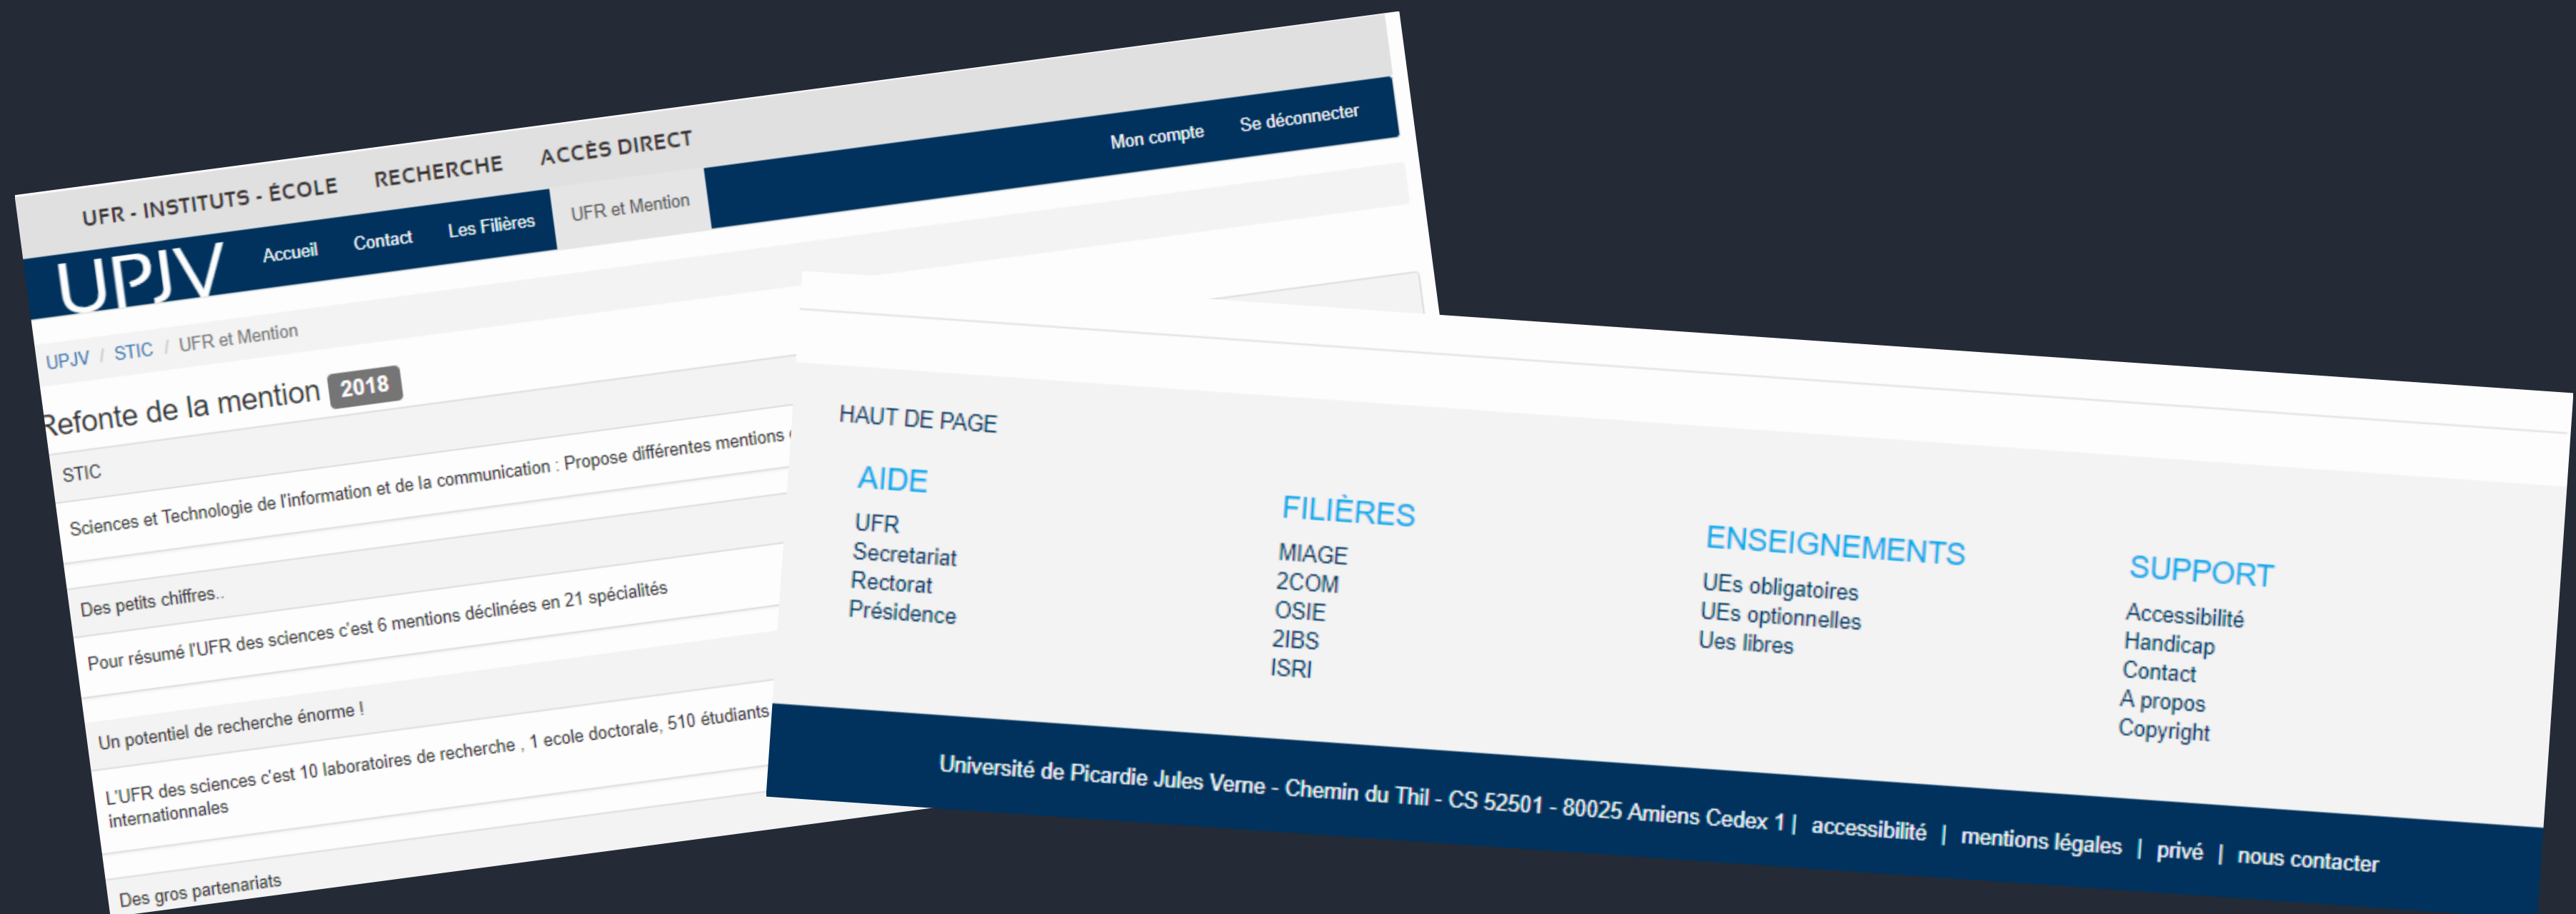 UFR - INSTITUTS - ÉCOLE RECHERCHE ACCÈS DIRECT
UPJV Accueil Contact Les Filières UFR et Mention Mon compte Se déconnecter
UPJV / STIC / UFR et Mention
Refonte de la mention 2018
STIC
Sciences et Technologie de l'information et de la communication : Propose différentes mentions
Des petits chiffres..
Pour résumé l'UFR des sciences c'est 6 mentions déclinées en 21 spécialités
Un potentiel de recherche énorme !
L'UFR des sciences c'est 10 laboratoires de recherche , 1 ecole doctorale, 510 étudiants
internationnales
Des gros partenariats
HAUT DE PAGE
AIDE
UFR
Secretariat
Rectorat
Présidence
FILIÈRES
MIAGE
2COM
OSIE
2IBS
ISRI
ENSEIGNEMENTS
UEs obligatoires
UEs optionnelles
Ues libres
SUPPORT
Accessibilité
Handicap
Contact
A propos
Copyright
Université de Picardie Jules Verne - Chemin du Thil - CS 52501 - 80025 Amiens Cedex 1 | accessibilité | mentions légales | privé | nous contacter